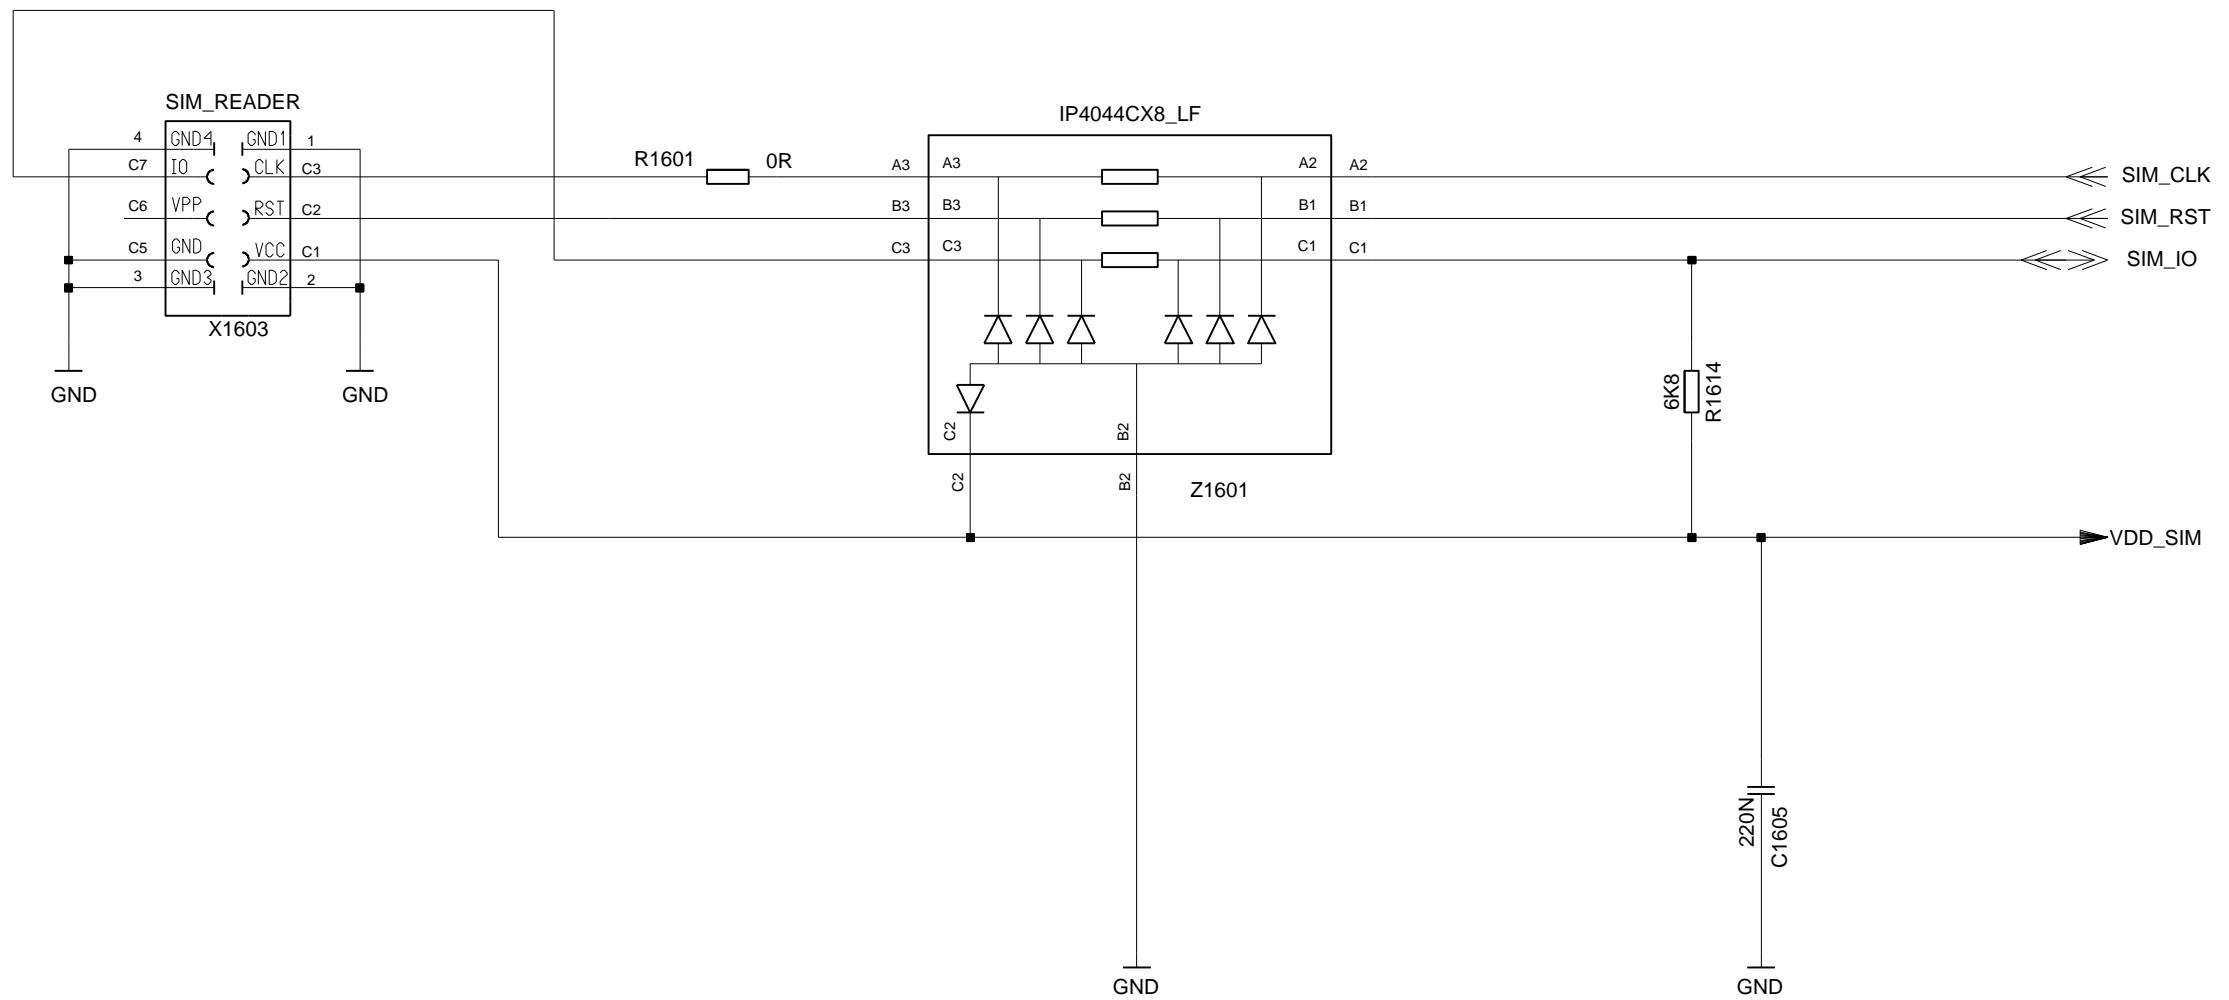 SIM_READER
4 GND4 GND1 1
C7 IO CLK C3
C6 VPP RST C2
C5 GND VCC C1
3 GND3 GND2 2
X1603
GND
GND
R1601 0R
IP4044CX8_LF
A3 A3 A2 A2
B3 B3 B1 B1
C3 C3 C1 C1
C2
B2
C2
B2
Z1601
SIM_CLK
SIM_RST
SIM_IO
6K8
R1614
VDD_SIM
220N
C1605
GND
GND